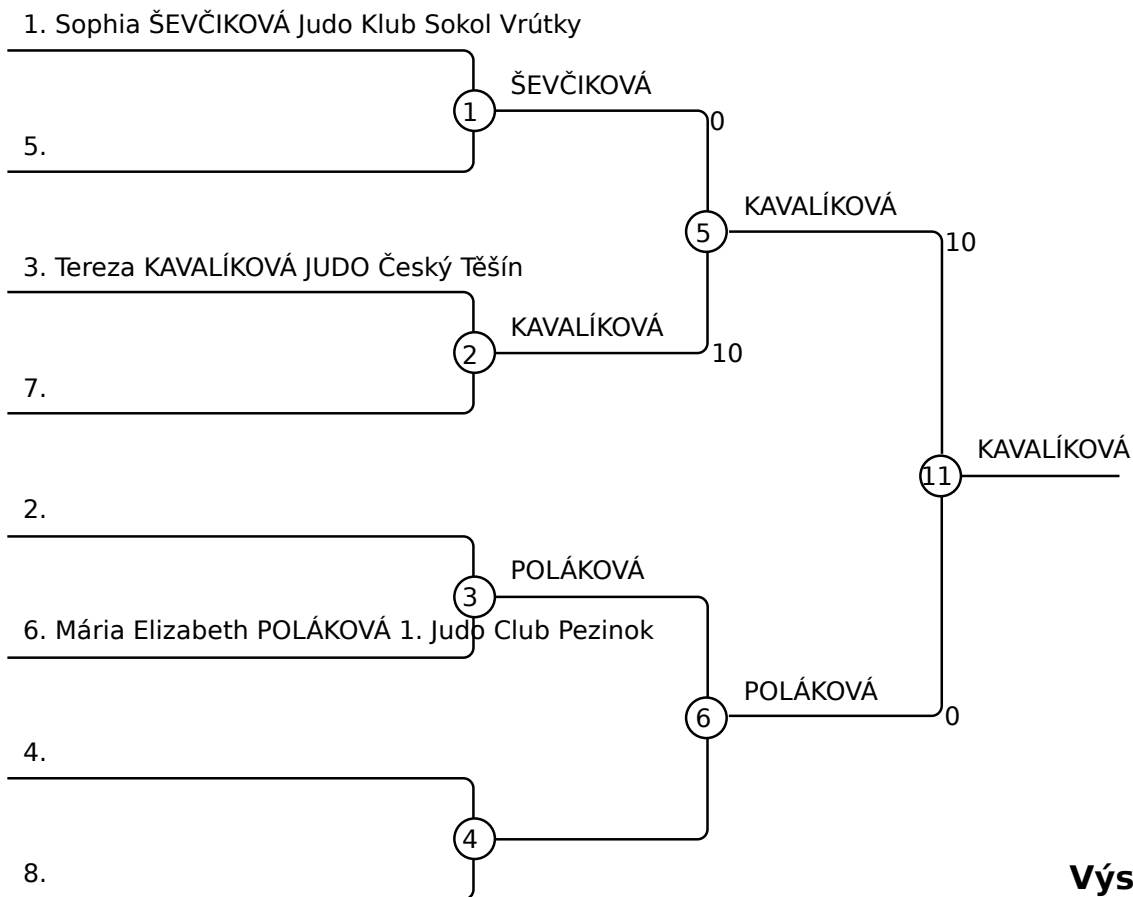 1. Sophia ŠEVČIKOVÁ Judo Klub Sokol Vrútky
ŠEVČIKOVÁ
1
0
5.
KAVALÍKOVÁ
5
10
3. Tereza KAVALÍKOVÁ JUDO Český Těšín
KAVALÍKOVÁ
2
10
7.
KAVALÍKOVÁ
11
2.
POLÁKOVÁ
3
6. Mária Elizabeth POLÁKOVÁ 1. Judo Club Pezinok
POLÁKOVÁ
6
0
4.
4
8.
Výs